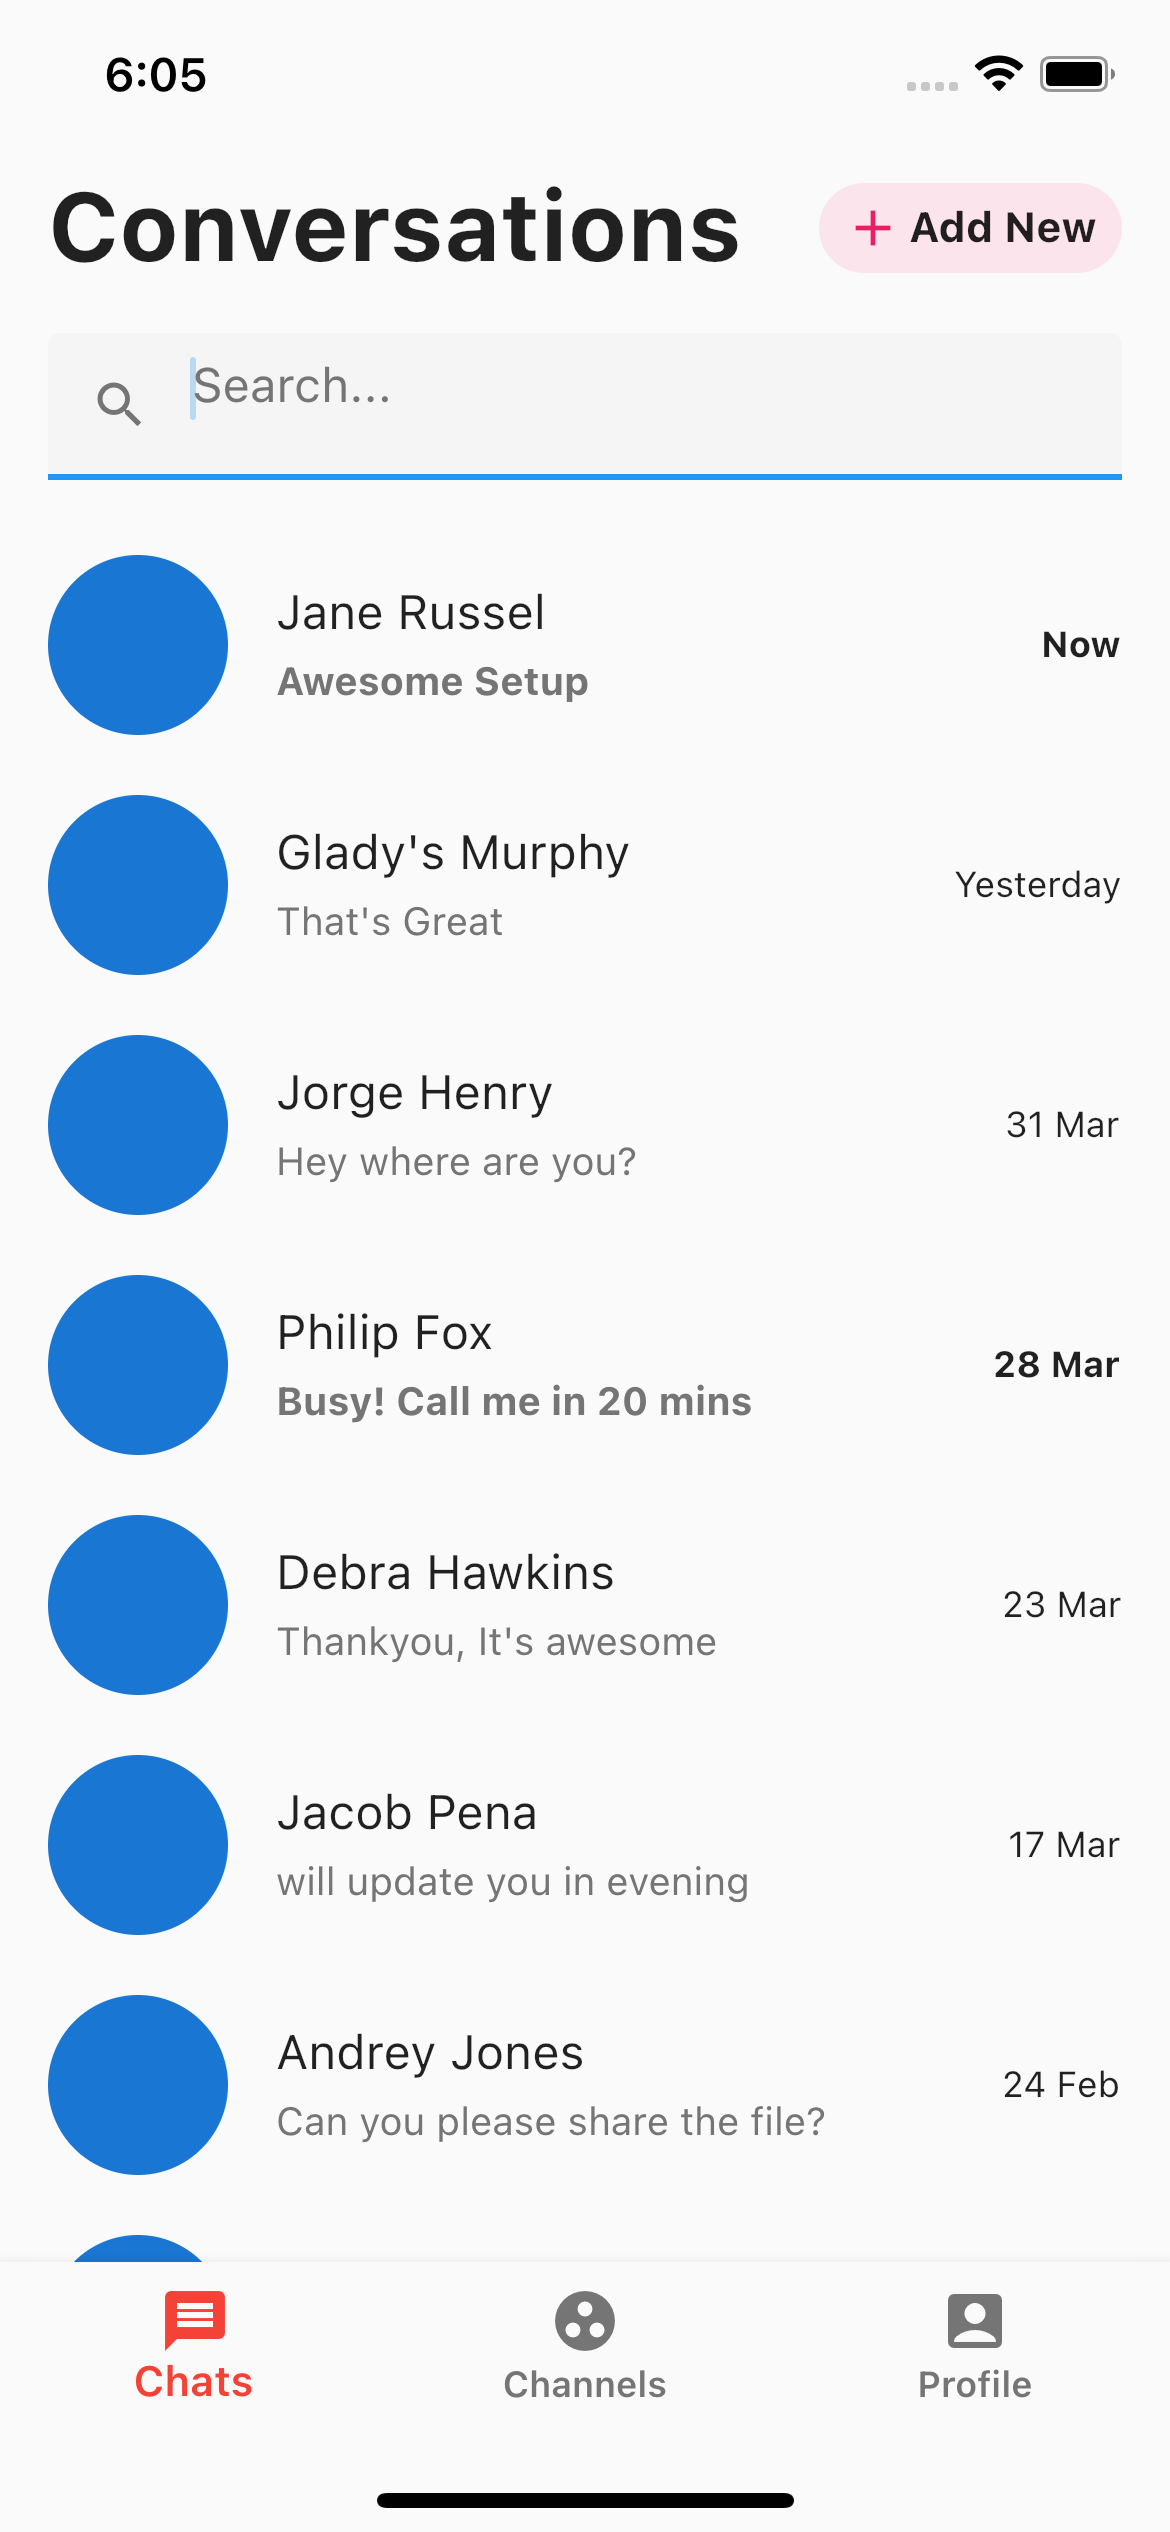 6:05
Conversations
Add New
Search...
Jane Russel
Awesome Setup
Now
Glady's Murphy
That's Great
Yesterday
Jorge Henry
Hey where are you?
31 Mar
Philip Fox
Busy! Call me in 20 mins
28 Mar
Debra Hawkins
Thankyou, It's awesome
23 Mar
Jacob Pena
will update you in evening
17 Mar
Andrey Jones
Can you please share the file?
24 Feb
Chats
Channels
Profile